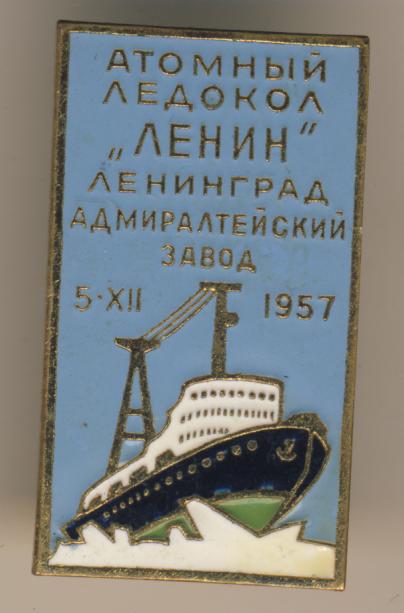 АТОМНЫЙ
ЛЕДОКОЛ
„ЛЕНИН"
ЛЕНИНГРАД
АДМИРАЛТЕЙСКИЙ
ЗАВОД
5·XII 1957